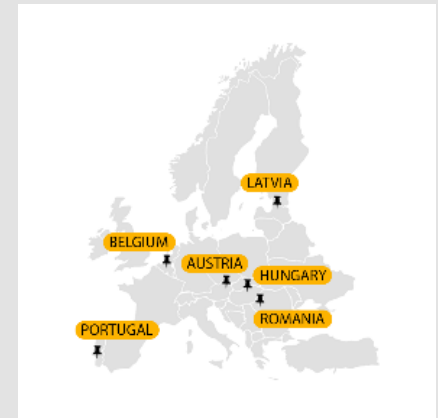 LATVIA
BELGIUM
AUSTRIA
HUNGARY
ROMANIA
PORTUGAL